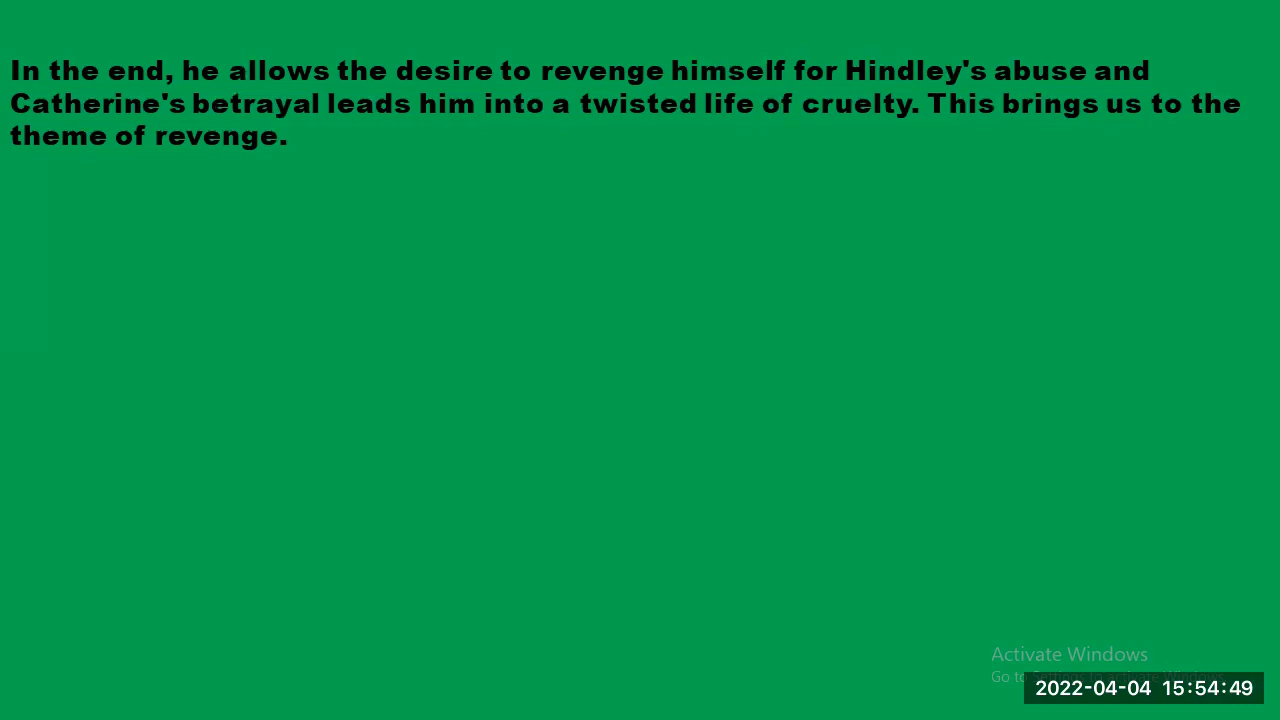 In the end, he allows the desire to revenge himself for Hindley's abuse and
Catherine's betrayal leads him into a twisted life of cruelty. This brings us to the
theme of revenge.
Activate Windows
Go to
2022-04-04 15:54:49